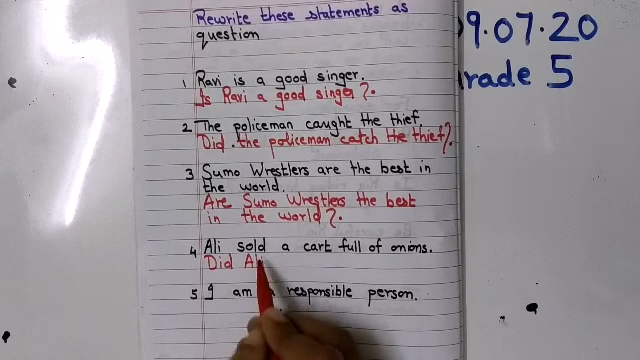 Rewrite these statements as
question
09.07.20
Grade 5
1 Ravi is a good singer.
Is Ravi a good singer?.
2 The policeman caught the thief.
Did .the policeman catch the thief?.
3 Sumo Wrestlers are the best in
the world.
Are Sumo Wrestlers the best
in the world?.
4 Ali sold a cart full of onions.
Did Ali
5 I am a responsible person.